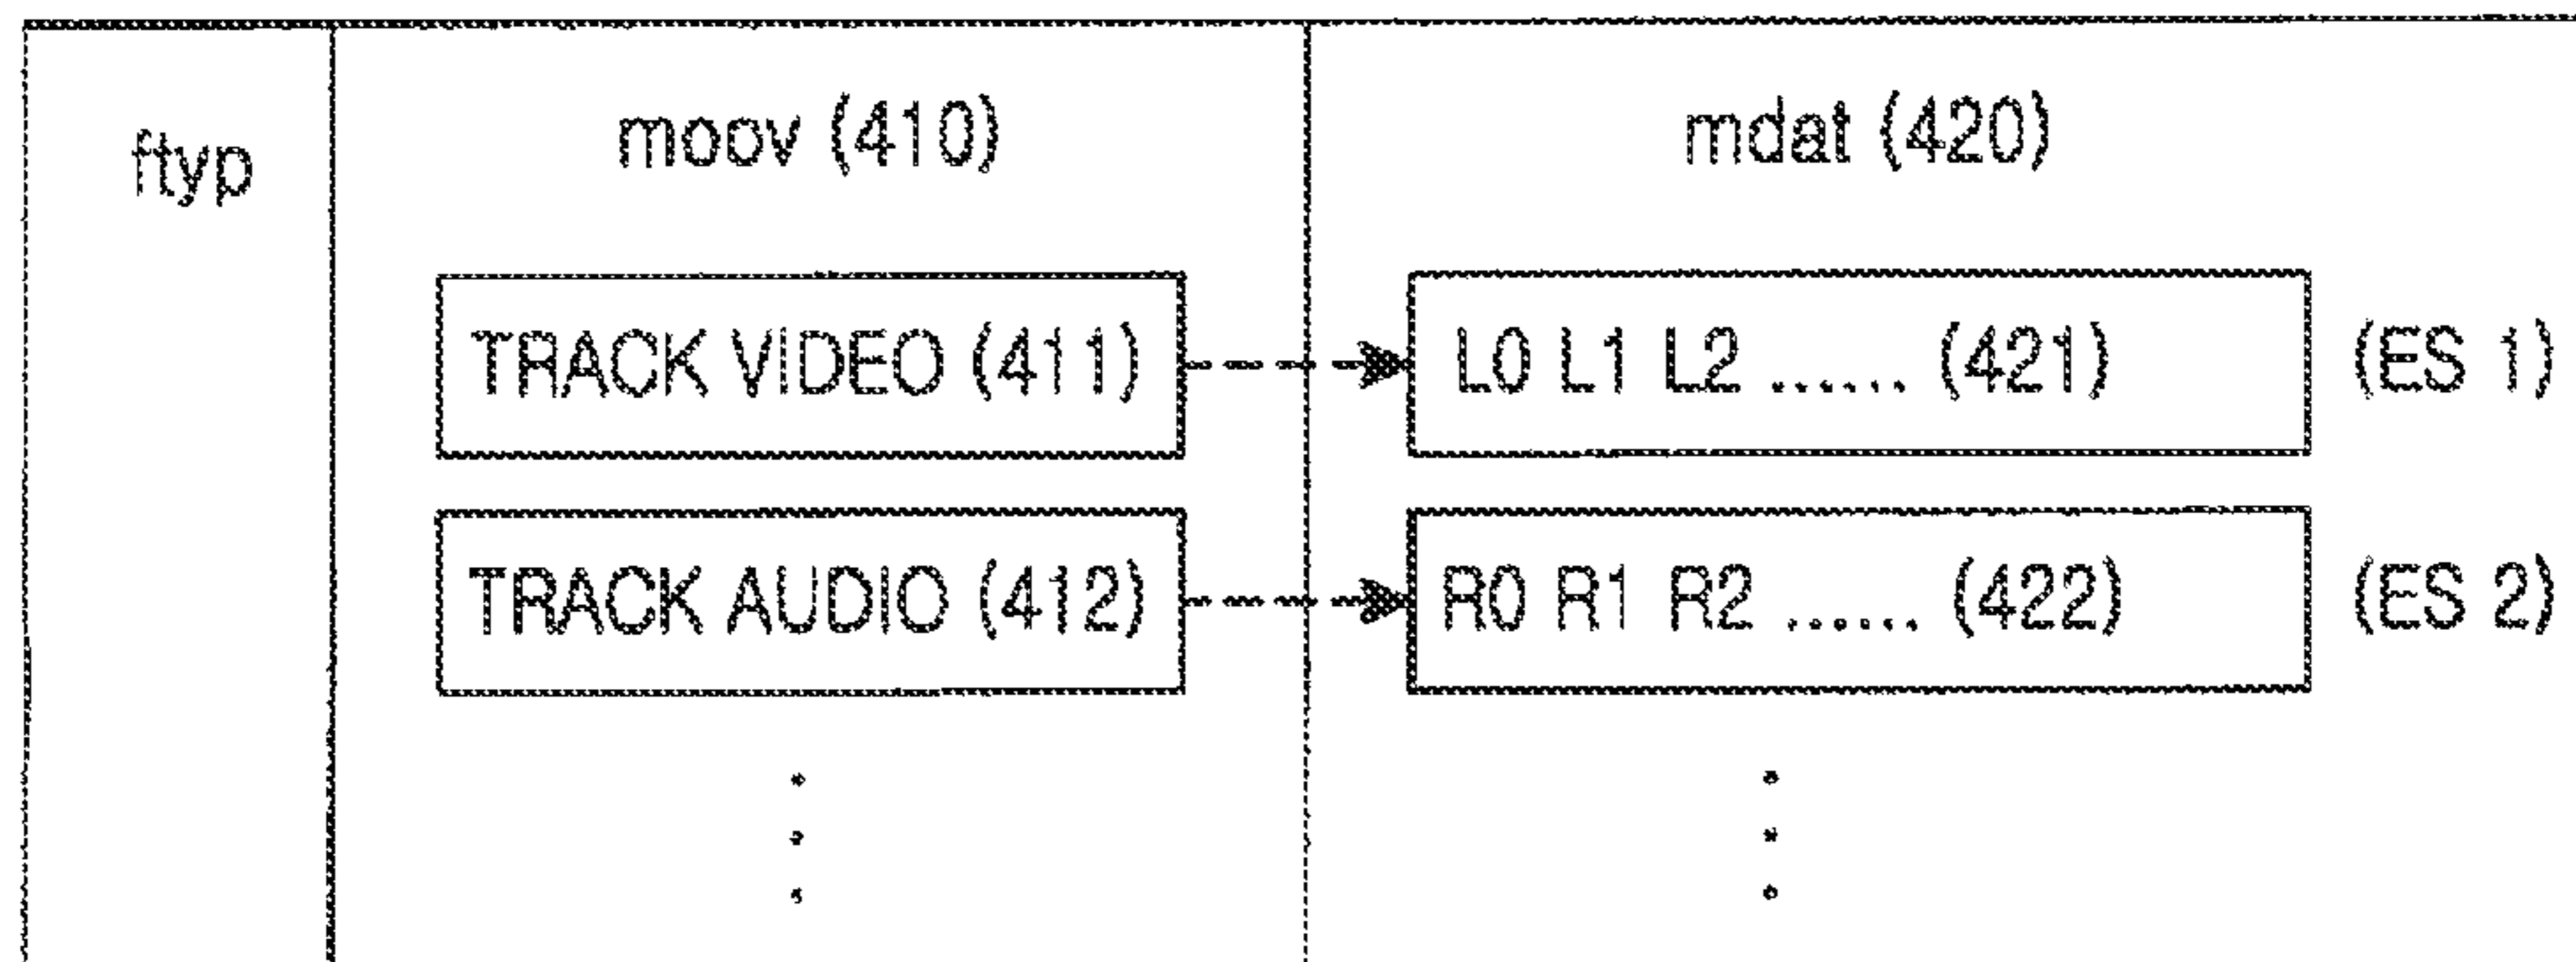 ftyp
moov (410)
mdat (420)
TRACK VIDEO (411)
L0 L1 L2 ...... (421)
(ES 1)
TRACK AUDIO (412)
R0 R1 R2 ...... (422)
(ES 2)